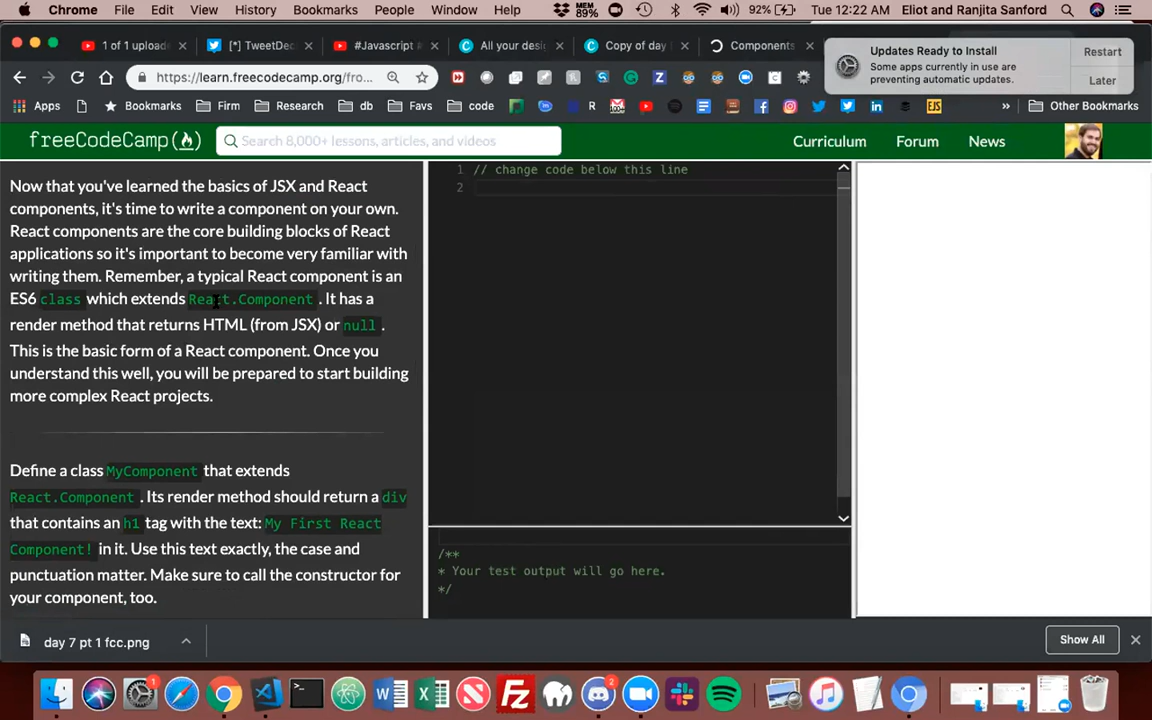 Chrome File Edit View History Bookmarks People Window Help MEM 89% 92% Tue 12:22 AM Eliot and Ranjita Sanford
1 of 1 upload [*] TweetDec #Javascript # All your desi Copy of day Components
Updates Ready to Install
Some apps currently in use are
preventing automatic updates.
Restart
Later
https://learn.freecodecamp.org/fro...
Apps Bookmarks Firm Research db Favs code R EJS » Other Bookmarks
freeCodeCamp Search 8,000+ lessons, articles, and videos Curriculum Forum News
Now that you've learned the basics of JSX and React
components, it's time to write a component on your own.
React components are the core building blocks of React
applications so it's important to become very familiar with
writing them. Remember, a typical React component is an
ES6 class which extends React.Component . It has a
render method that returns HTML (from JSX) or null .
This is the basic form of a React component. Once you
understand this well, you will be prepared to start building
more complex React projects.
Define a class MyComponent that extends
React.Component . Its render method should return a div
that contains an h1 tag with the text: My First React
Component! in it. Use this text exactly, the case and
punctuation matter. Make sure to call the constructor for
your component, too.
1 // change code below this line
2
/**
* Your test output will go here.
*/
day 7 pt 1 fcc.png
Show All